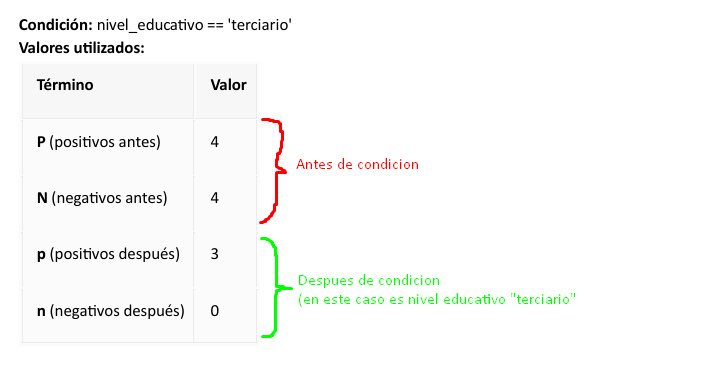 Condición: nivel_educativo == 'terciario'
Valores utilizados:
Término Valor
P (positivos antes) 4
N (negativos antes) 4
Antes de condicion
p (positivos después) 3
n (negativos después) 0
Despues de condicion
(en este caso es nivel educativo "terciario"